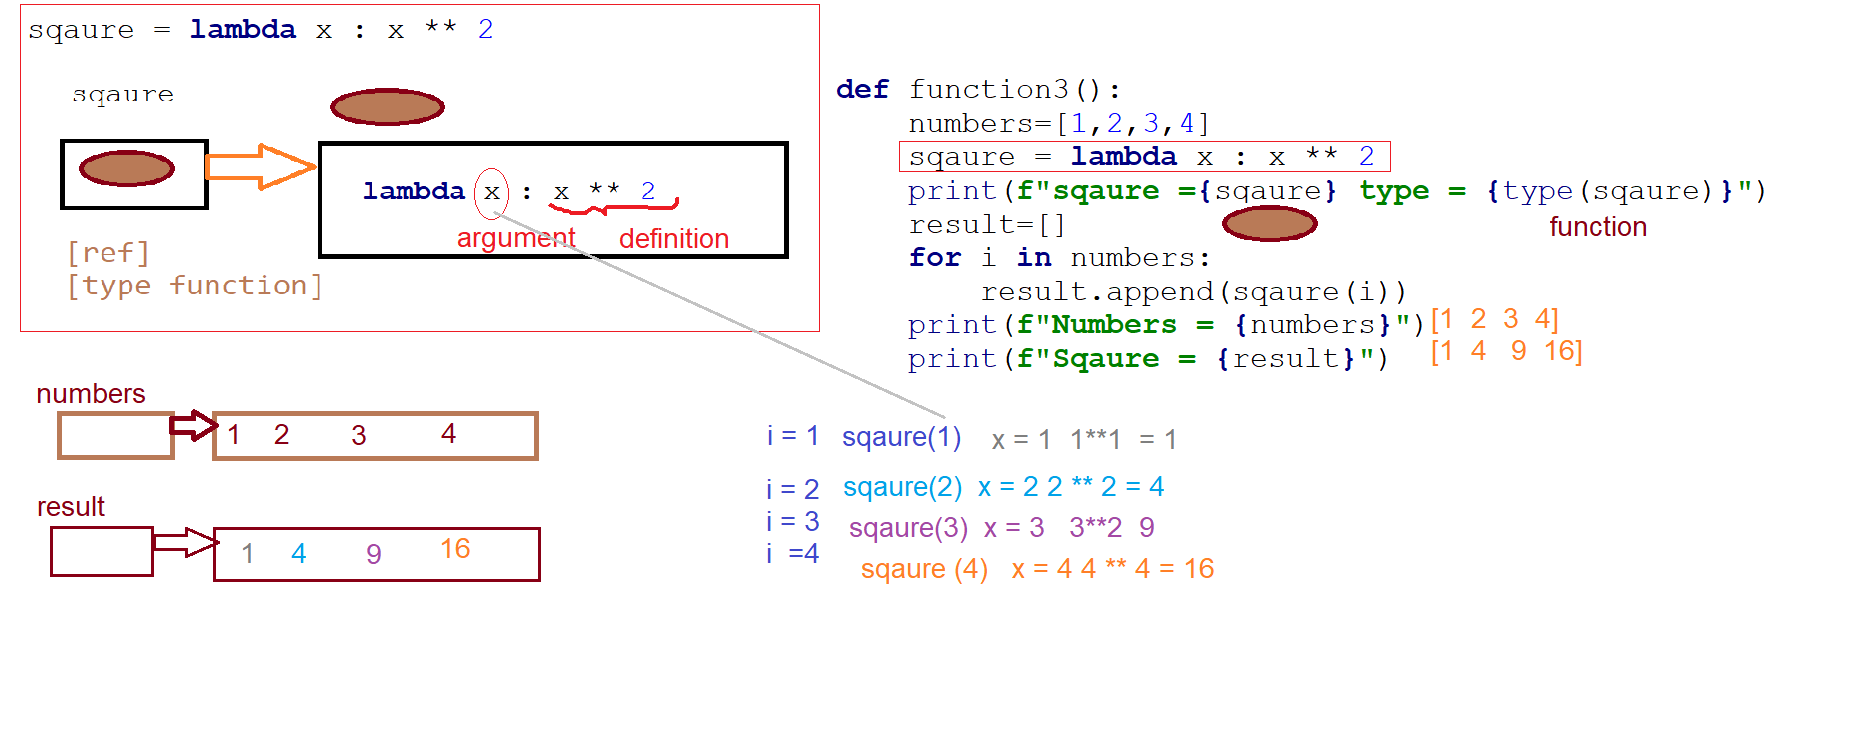 sqaure = lambda x : x ** 2
sqaure
lambda x : x ** 2
argument definition
[ref]
[type function]
def function3():
numbers=[1,2,3,4]
sqaure = lambda x : x ** 2
print(f"sqaure ={sqaure} type = {type(sqaure)}")
result=[]
function
for i in numbers:
result.append(sqaure(i))
print(f"Numbers = {numbers}") [1 2 3 4]
print(f"Sqaure = {result}") [1 4 9 16]
numbers
1 2 3 4
result
1 4 9 16
i = 1 sqaure(1) x = 1 1**1 = 1
i = 2 sqaure(2) x = 2 2 ** 2 = 4
i = 3 sqaure(3) x = 3 3**2 9
i =4 sqaure (4) x = 4 4 ** 4 = 16